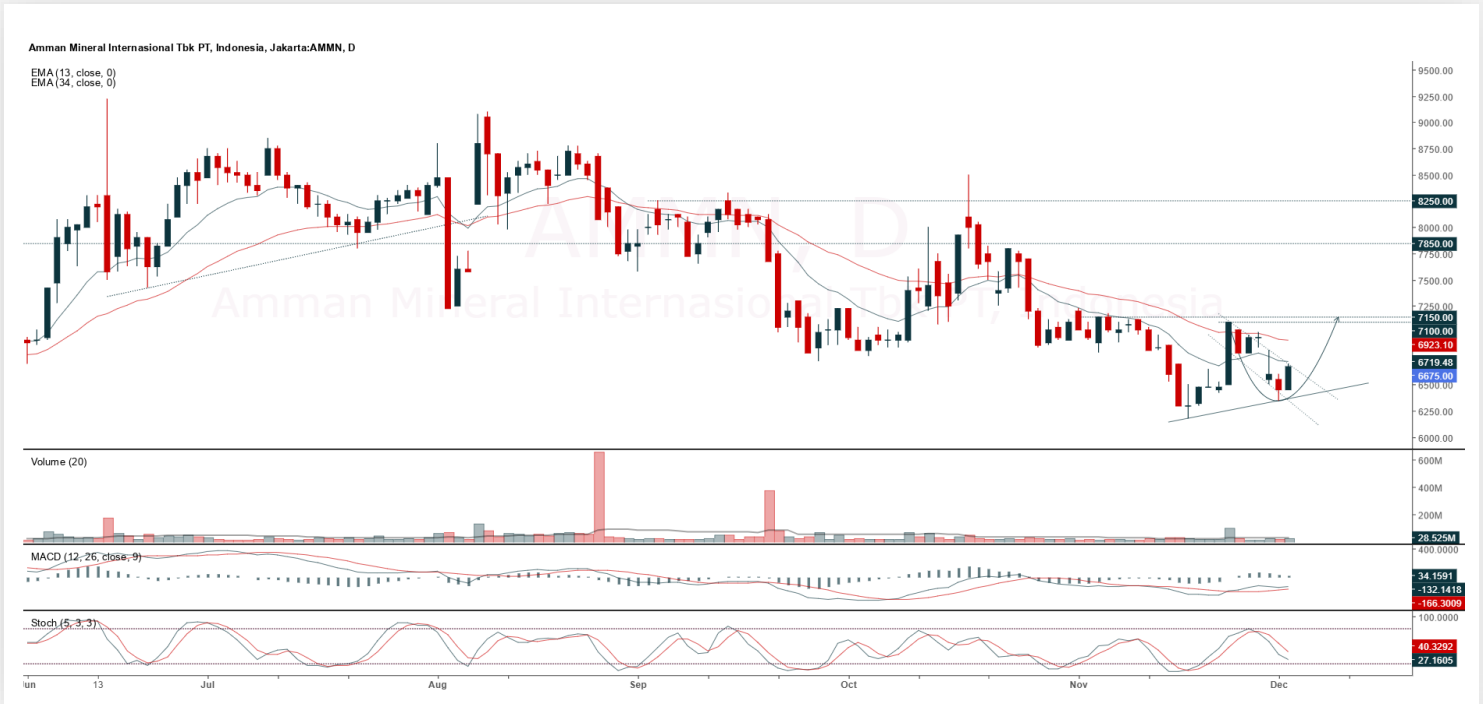 Amman Mineral Internasional Tbk PT, Indonesia, Jakarta:AMMN, D
EMA (13, close, 0)
EMA (34, close, 0)
AMMN, D
Amman Mineral Internasional Tbk PT, Indonesia
9500.00
9250.00
9000.00
8750.00
8500.00
8250.00
8000.00
7850.00
7750.00
7500.00
7250.00
7150.00
7100.00
6923.10
6719.48
6675.00
6500.00
6250.00
6000.00
Volume (20)
600M
400M
200M
28.525M
MACD (12, 26, close, 9)
400.0000
34.1591
-132.1418
-166.3009
Stoch (5, 3, 3)
100.0000
40.3292
27.1605
13 Jul Aug Sep Oct Nov Dec